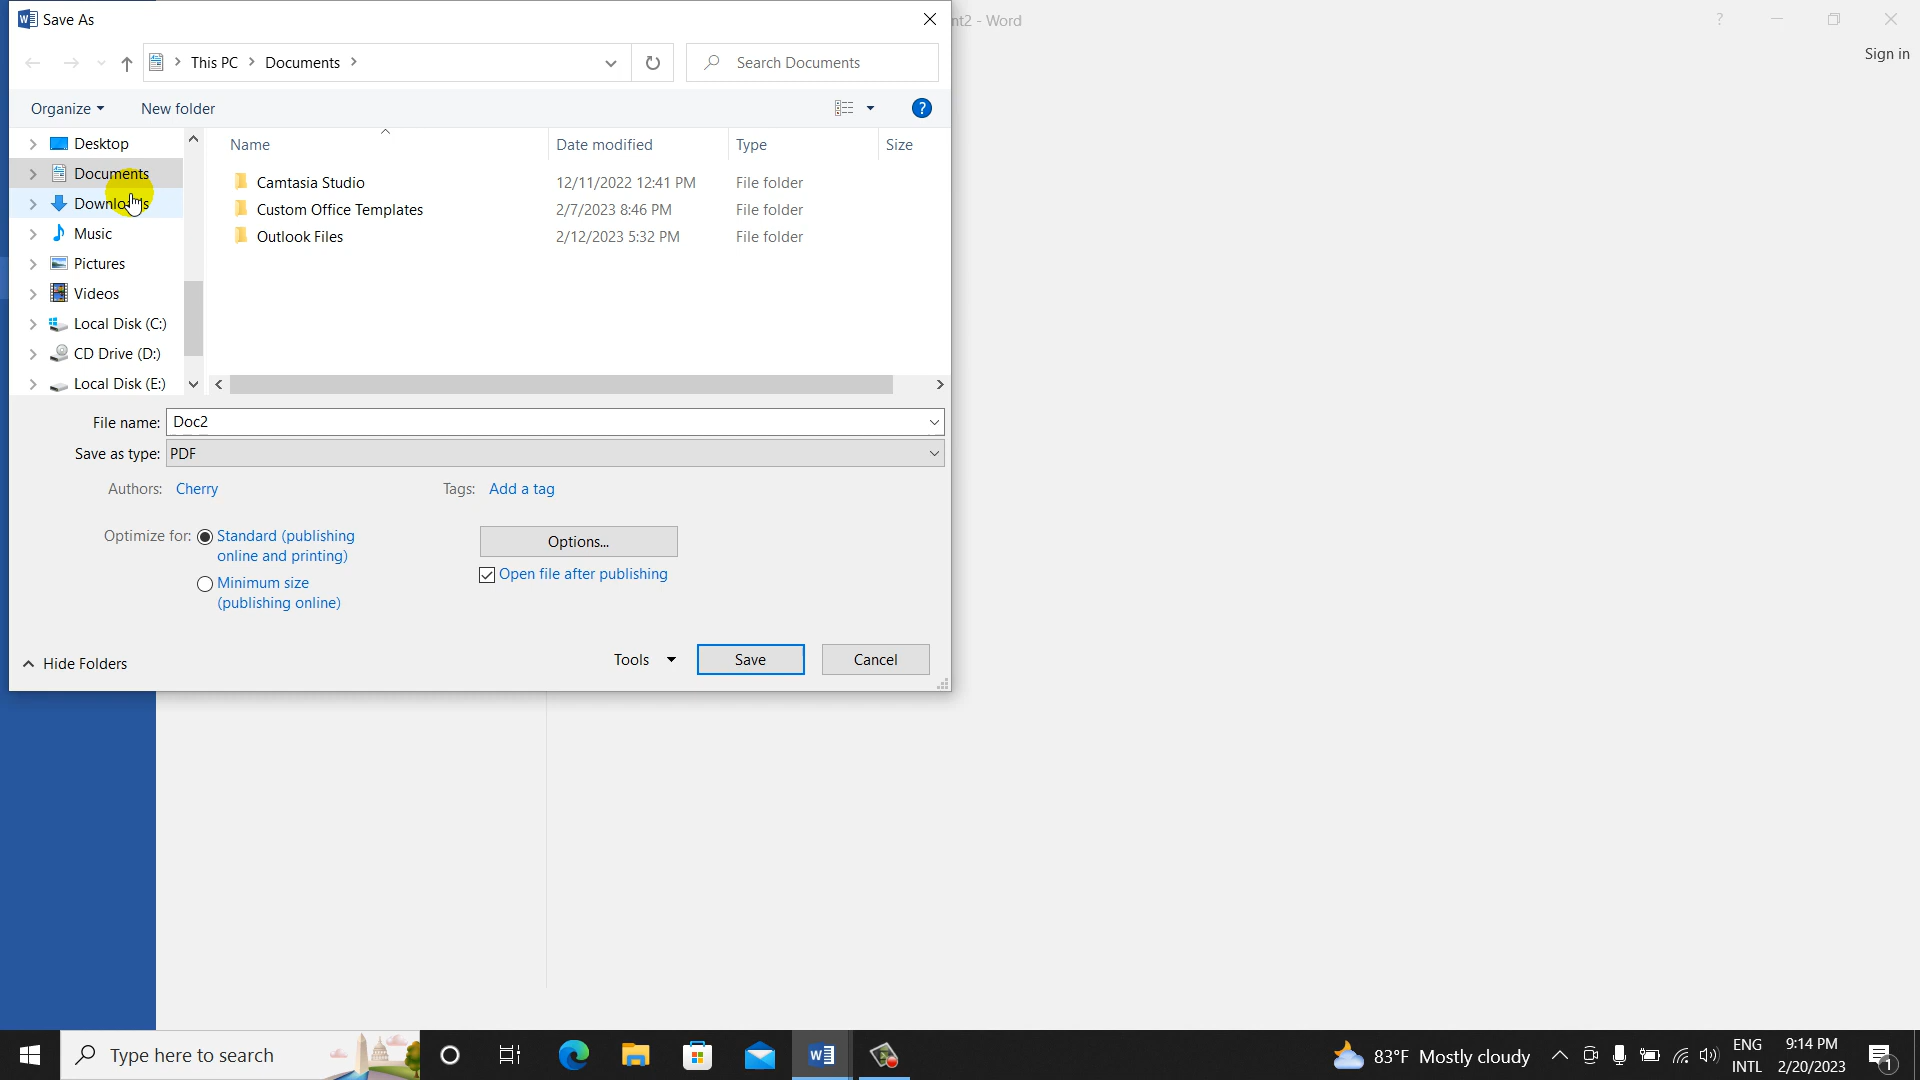 Save As
nt2 - Word
?
Sign in
This PC > Documents >
Search Documents
Organize
New folder
?
Desktop
Documents
Downloads
Music
Pictures
Videos
Local Disk (C:)
CD Drive (D:)
Local Disk (E:)
Name Date modified Type Size
Camtasia Studio 12/11/2022 12:41 PM File folder
Custom Office Templates 2/7/2023 8:46 PM File folder
Outlook Files 2/12/2023 5:32 PM File folder
File name: Doc2
Save as type: PDF
Authors: Cherry
Tags: Add a tag
Optimize for: Standard (publishing
online and printing)
Minimum size
(publishing online)
Options...
Open file after publishing
Hide Folders
Tools
Save
Cancel
Type here to search
83°F Mostly cloudy
ENG
INTL
9:14 PM
2/20/2023
1